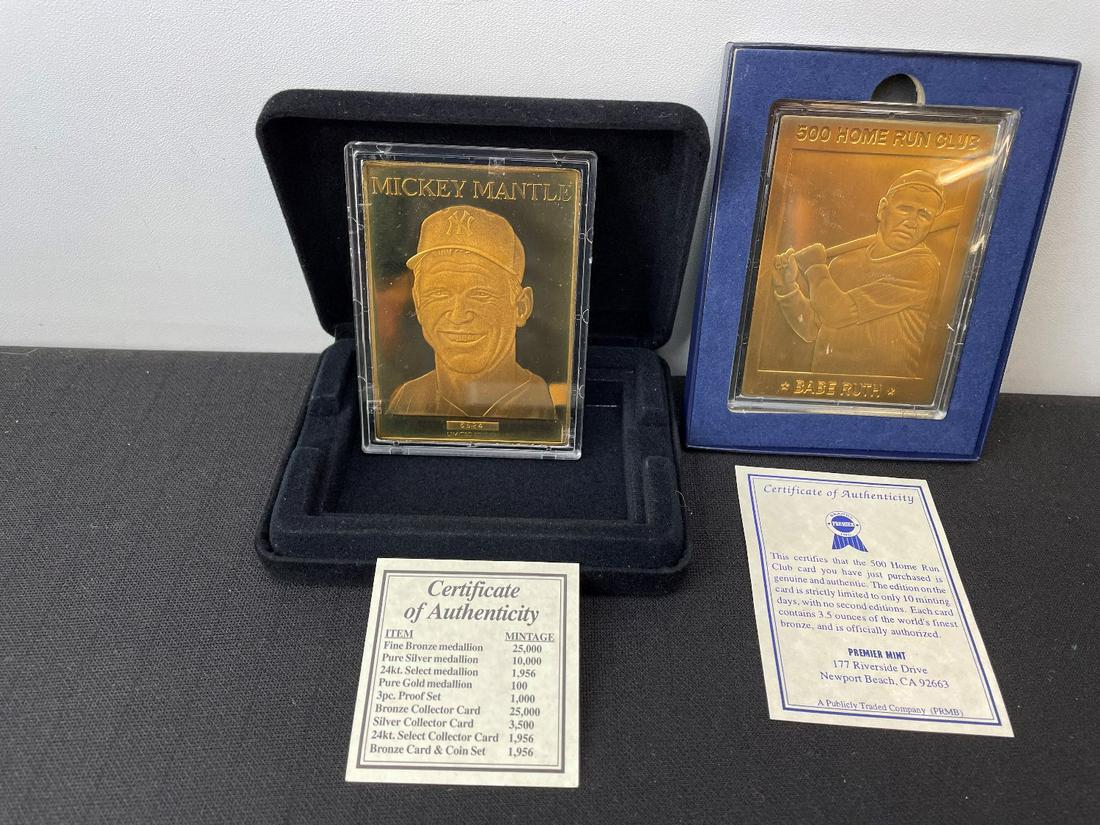 MICKEY MANTLE
NY
500 HOME RUN CLUB
★ BABE RUTH ★
Certificate
of Authenticity
ITEM MINTAGE
Fine Bronze medallion 25,000
Pure Silver medallion 10,000
24kt. Select medallion 1,956
Pure Gold medallion 100
3pc. Proof Set 1,000
Bronze Collector Card 25,000
Silver Collector Card 3,500
24kt. Select Collector Card 1,956
Bronze Card & Coin Set 1,956
Certificate of Authenticity
PREMIER
This certifies that the 500 Home Run
Club card you have just purchased is
genuine and authentic. The edition on the
card is strictly limited to only 10 minting
days, with no second editions. Each card
contains 3.5 ounces of the world's finest
bronze, and is officially authorized.
PREMIER MINT
177 Riverside Drive
Newport Beach, CA 92663
A Publicly Traded Company (PRMB)